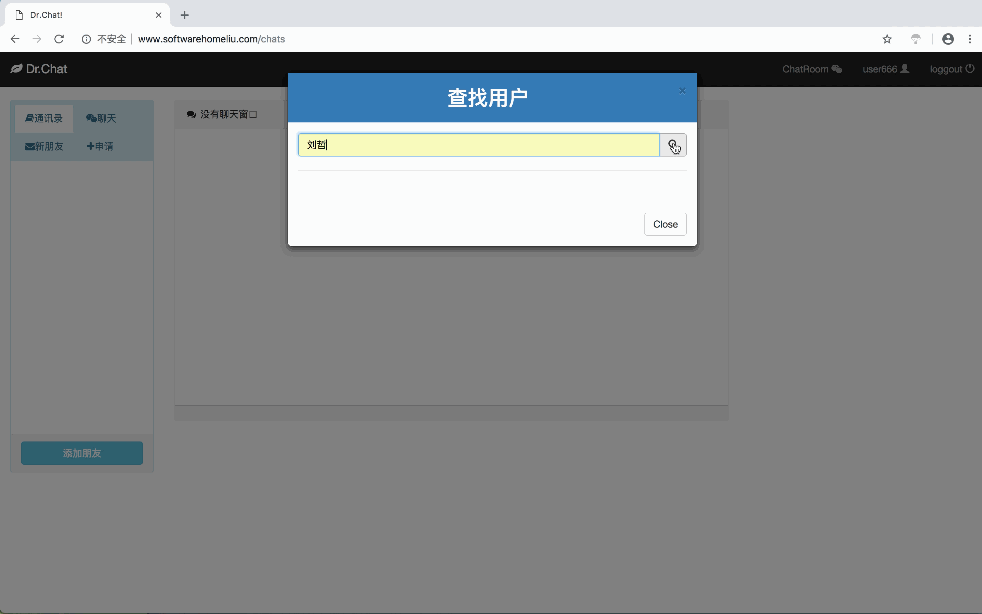 Dr.Chat!
不安全
www.softwarehomeliu.com/chats
Dr.Chat
ChatRoom
user666
loggout
查找用户
×
通讯录
聊天
新朋友
申请
没有聊天窗口
刘哲
Close
添加朋友